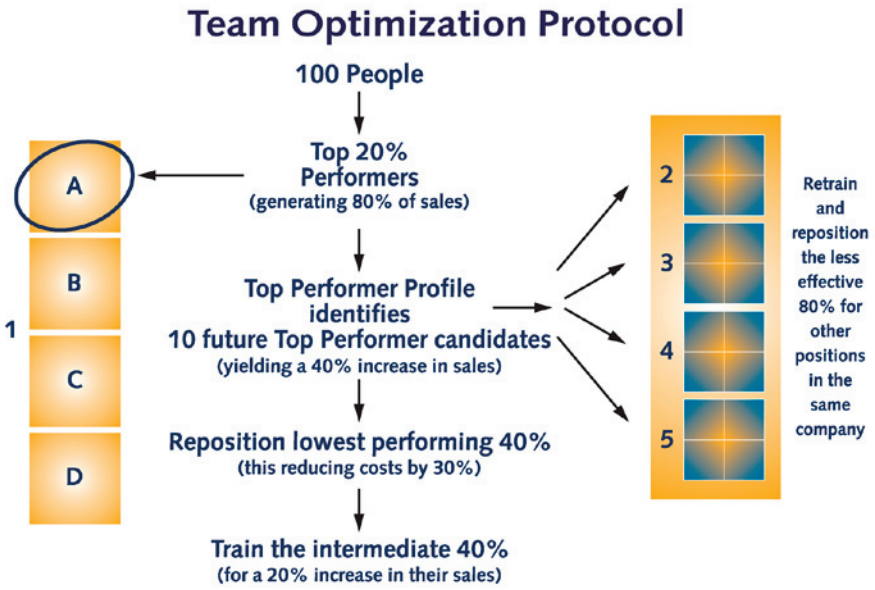 Team Optimization Protocol
100 People
Top 20%
Performers
(generating 80% of sales)
Top Performer Profile
identifies
10 future Top Performer candidates
(yielding a 40% increase in sales)
Reposition lowest performing 40%
(this reducing costs by 30%)
Train the intermediate 40%
(for a 20% increase in their sales)
1
A
B
C
D
2
3
4
5
Retrain
and
reposition
the less
effective
80% for
other
positions
in the
same
company